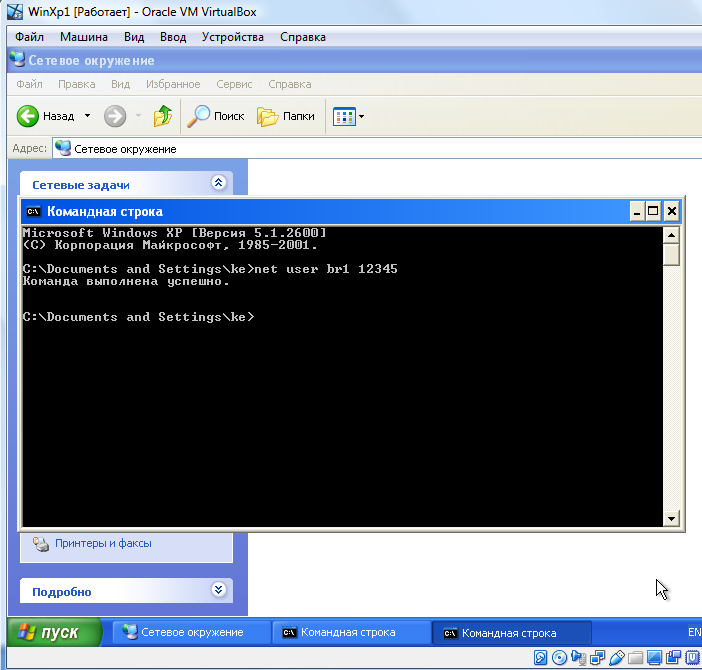 WinXp1 [Работает] - Oracle VM VirtualBox
Файл Машина Вид Ввод Устройства Справка
Сетевое окружение
Файл Правка Вид Избранное Сервис Справка
Назад Поиск Папки
Адрес: Сетевое окружение
Сетевые задачи
C:\ Командная строка
Microsoft Windows XP [Версия 5.1.2600]
(C) Корпорация Майкрософт, 1985-2001.
C:\Documents and Settings\ke>net user br1 12345
Команда выполнена успешно.
C:\Documents and Settings\ke>
Принтеры и факсы
Подробно
пуск Сетевое окружение C:\ Командная строка C:\ Командная строка EN